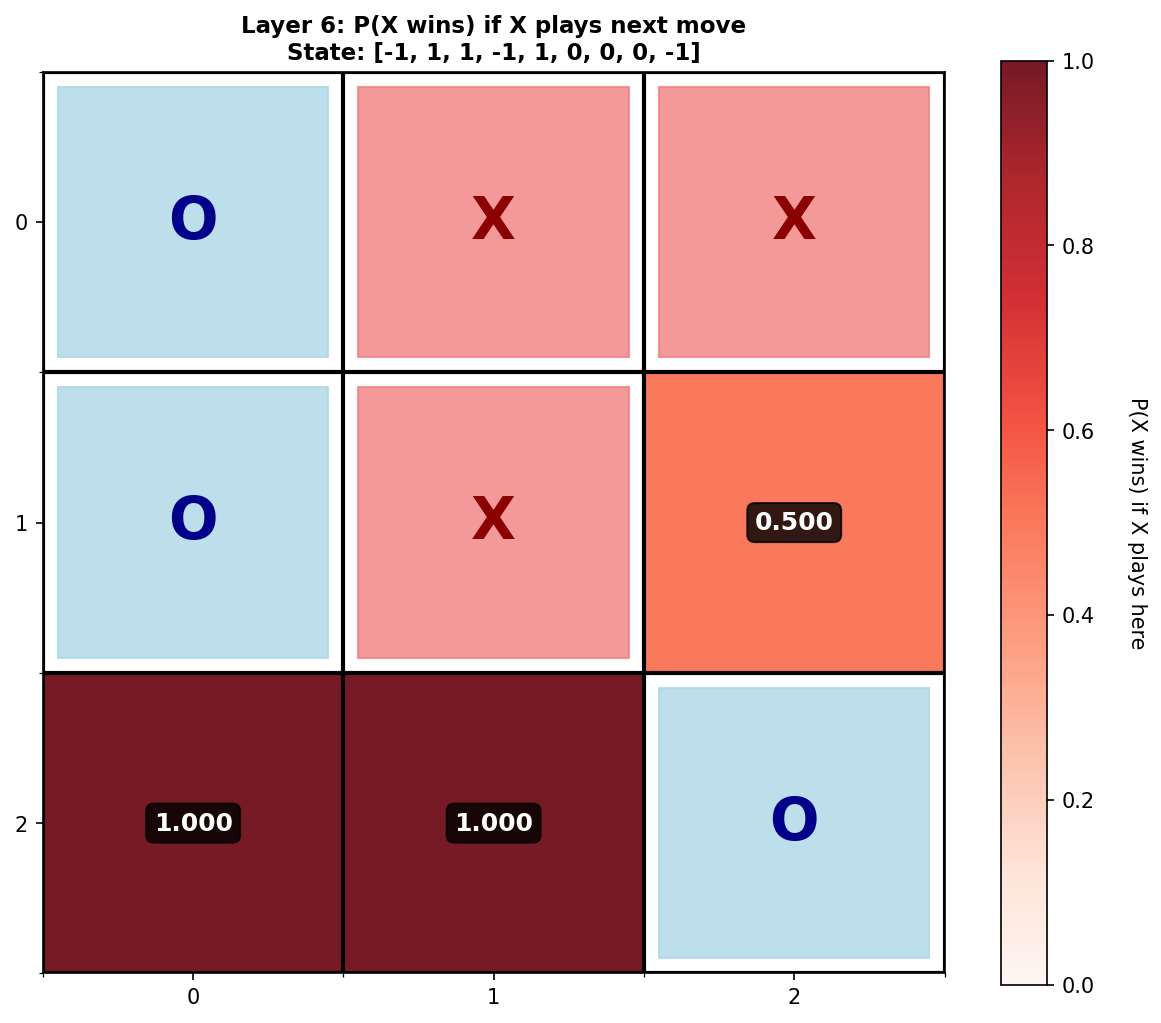 Layer 6: P(X wins) if X plays next move
State: [-1, 1, 1, -1, 1, 0, 0, 0, -1]
0
O
X
X
1
O
X
0.500
2
1.000
1.000
O
0
1
2
1.0
0.8
0.6
0.4
0.2
0.0
P(X wins) if X plays here